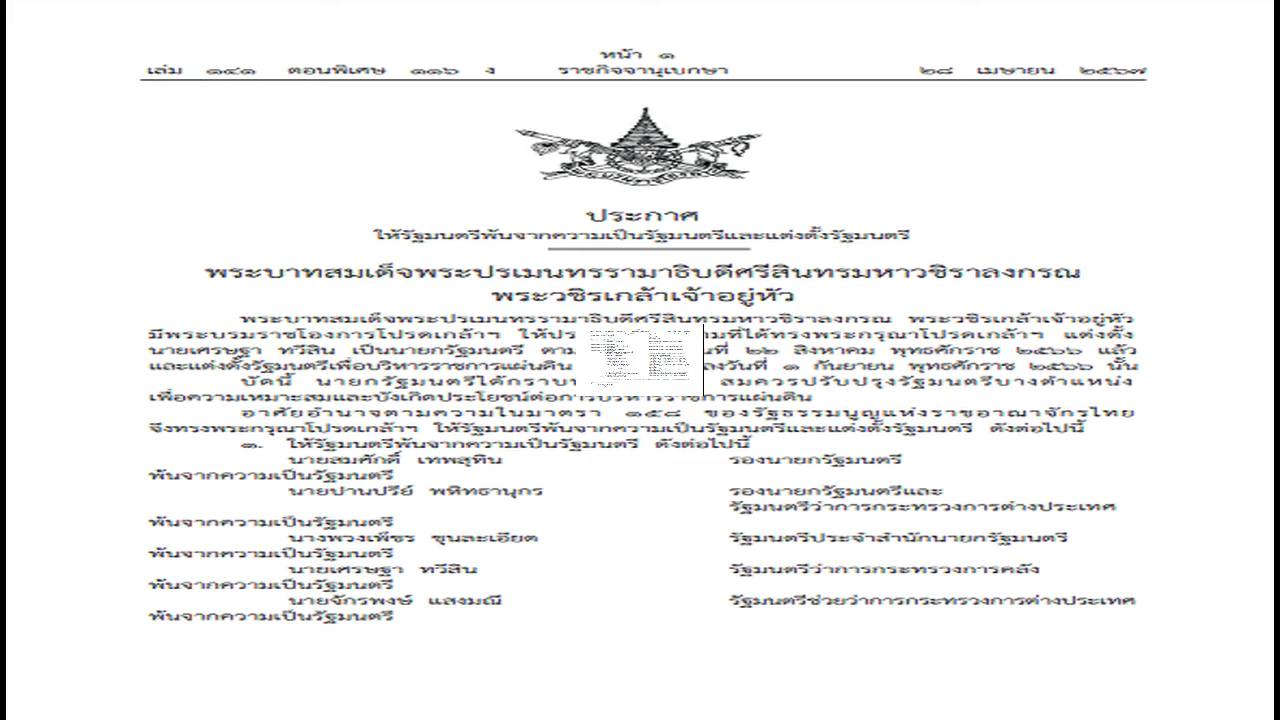 หน้า ๑
เล่ม ๑๔๑ ตอนพิเศษ ๑๑๖ ง ราชกิจจานุเบกษา ๒๘ เมษายน ๒๕๖๗
ประกาศ
ให้รัฐมนตรีพ้นจากความเป็นรัฐมนตรีและแต่งตั้งรัฐมนตรี
พระบาทสมเด็จพระปรเมนทรรามาธิบดีศรีสินทรมหาวชิราลงกรณ
พระวชิรเกล้าเจ้าอยู่หัว
พระบาทสมเด็จพระปรเมนทรรามาธิบดีศรีสินทรมหาวชิราลงกรณ พระวชิรเกล้าเจ้าอยู่หัว
มีพระบรมราชโองการโปรดเกล้าฯ ให้ประ ามที่ได้ทรงพระกรุณาโปรดเกล้าฯ แต่งตั้ง
นายเศรษฐา ทวีสิน เป็นนายกรัฐมนตรี ตาม นที่ ๒๒ สิงหาคม พุทธศักราช ๒๕๖๖ แล้ว
และแต่งตั้งรัฐมนตรีเพื่อบริหารราชการแผ่นดิน ลงวันที่ ๑ กันยายน พุทธศักราช ๒๕๖๖ นั้น
บัดนี้ นายกรัฐมนตรีได้กราบบ สมควรปรับปรุงรัฐมนตรีบางตำแหน่ง
เพื่อความเหมาะสมและบังเกิดประโยชน์ต่อการบริหารราชการแผ่นดิน
อาศัยอำนาจตามความในมาตรา ๑๕๘ ของรัฐธรรมนูญแห่งราชอาณาจักรไทย
จึงทรงพระกรุณาโปรดเกล้าฯ ให้รัฐมนตรีพ้นจากความเป็นรัฐมนตรีและแต่งตั้งรัฐมนตรี ดังต่อไปนี้
๑. ให้รัฐมนตรีพ้นจากความเป็นรัฐมนตรี ดังต่อไปนี้
นายสมศักดิ์ เทพสุทิน รองนายกรัฐมนตรี
พ้นจากความเป็นรัฐมนตรี
นายปานปรีย์ พหิทธานุกร รองนายกรัฐมนตรีและ
รัฐมนตรีว่าการกระทรวงการต่างประเทศ
พ้นจากความเป็นรัฐมนตรี
นางพวงเพ็ชร ชุนละเอียด รัฐมนตรีประจำสำนักนายกรัฐมนตรี
พ้นจากความเป็นรัฐมนตรี
นายเศรษฐา ทวีสิน รัฐมนตรีว่าการกระทรวงการคลัง
พ้นจากความเป็นรัฐมนตรี
นายจักรพงษ์ แสงมณี รัฐมนตรีช่วยว่าการกระทรวงการต่างประเทศ
พ้นจากความเป็นรัฐมนตรี